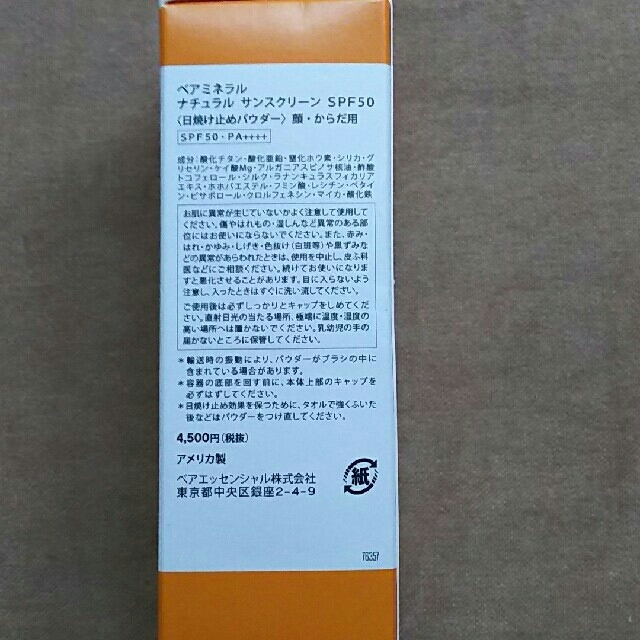 ベアミネラル
ナチュラル サンスクリーン SPF50
〈日焼け止めパウダー〉顔・からだ用
SPF50・PA++++
成分：酸化チタン・酸化亜鉛・窒化ホウ素・シリカ・グ
リセリン・ケイ酸Mg・アルガニアスピノサ核油・酢酸
トコフェロール・シルク・ラナンキュラスフィカリア
エキス・ホホバエステル・フミン酸・レシチン・ベタイ
ン・ビサボロール・クロルフェネシン・マイカ・酸化鉄
お肌に異常が生じていないかよく注意して使用して
ください。傷やはれもの・湿しんなど異常のある部
位にはお使いにならないでください。また、赤み・
はれ・かゆみ・しげき・色抜け(白斑等)や黒ずみな
どの異常があらわれたときは、使用を中止し、皮ふ科
医などにご相談ください。続けてお使いになりま
すと悪化させることがあります。目に入らないよう
注意し、入ったときはすぐに洗い流してください。
ご使用後は必ずしっかりとキャップをしめてくださ
い。直射日光の当たる場所、極端に温度・湿度の
高い場所へは置かないでください。乳幼児の手の
届かないところに保管してください。
＊輸送時の振動により、パウダーがブラシの中に
含まれている場合があります。
＊容器の底部を回す前に、本体上部のキャップを
必ずはずしてください。
＊日焼け止め効果を保つために、タオルで強くふいた
後などはパウダーをつけ直してください。
4,500円(税抜)
アメリカ製
ベアエッセンシャル株式会社
東京都中央区銀座2-4-9
紙
76357